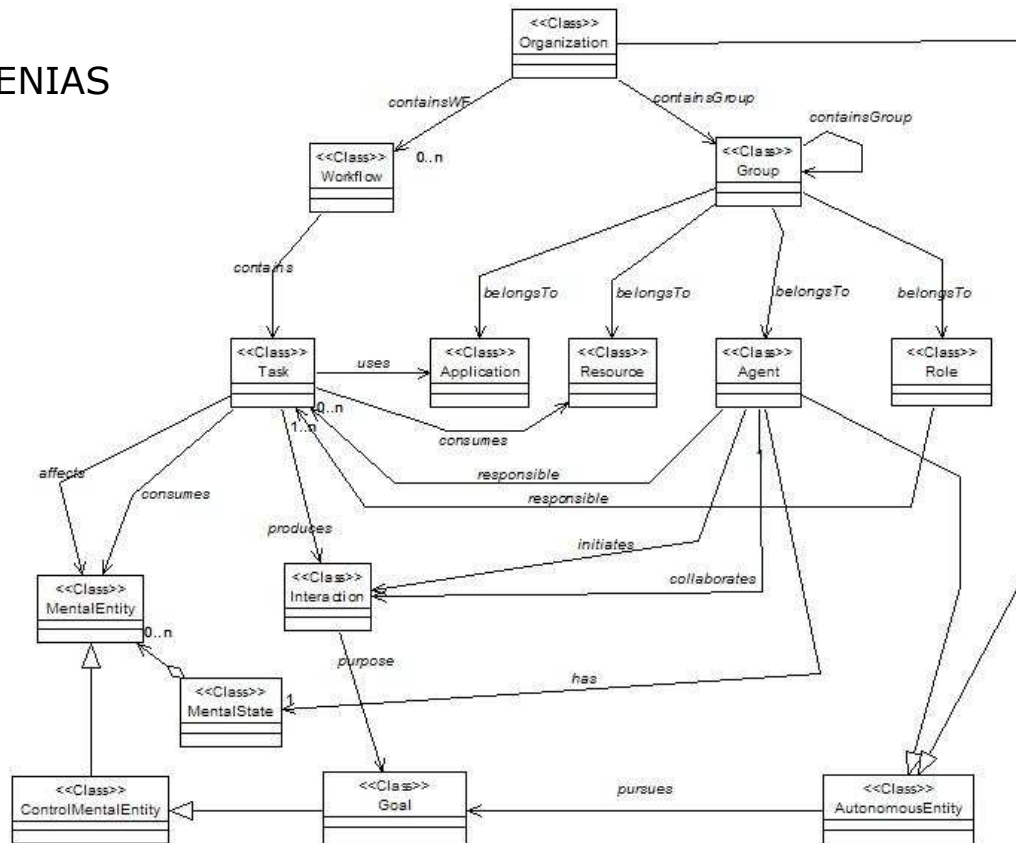 <<Class>>
Organization
ENIAS
containsWF
containsGroup
containsGroup
<<Class>>
Workflow
0..n
<<Class>>
Group
contains
belongsTo
belongsTo
belongsTo
belongsTo
<<Class>>
Task
uses
<<Class>>
Application
<<Class>>
Resource
<<Class>>
Agent
<<Class>>
Role
0..n
1..n
consumes
affects
consumes
responsible
responsible
produces
initiates
collaborates
<<Class>>
MentalEntity
0..n
<<Class>>
Interaction
purpose
has
<<Class>>
MentalState
1
<<Class>>
ControlMentalEntity
<<Class>>
Goal
pursues
<<Class>>
AutonomousEntity